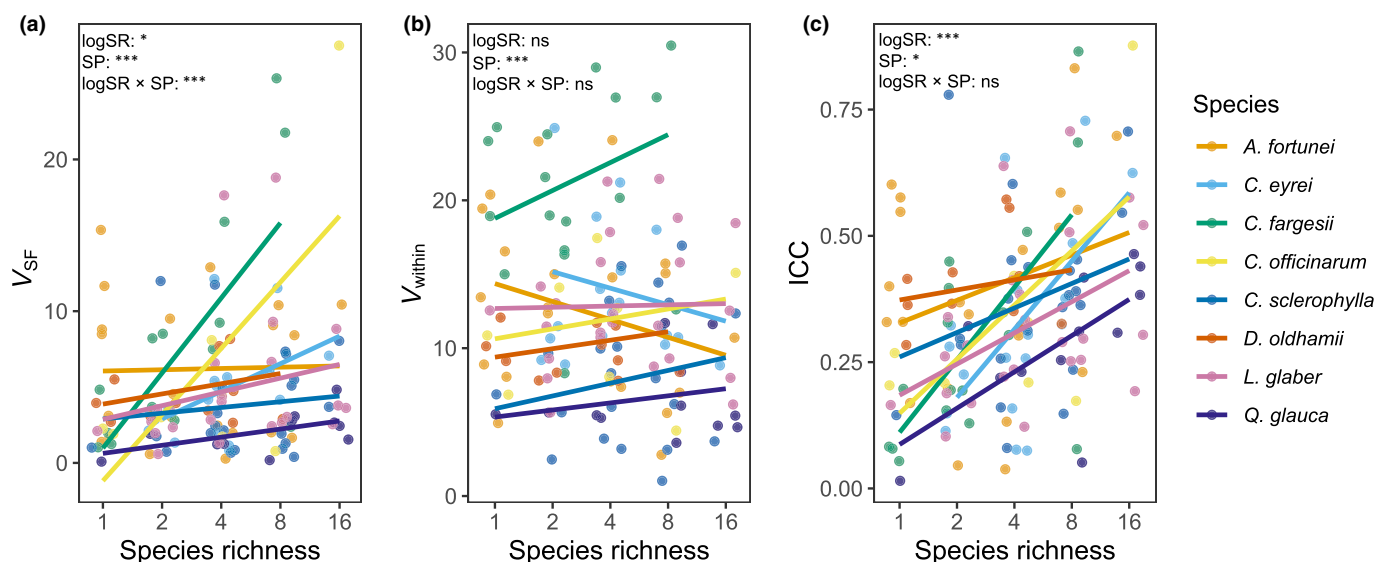 (a)
logSR: *
SP: ***
logSR × SP: ***
20
10
0
VSF
1 2 4 8 16
Species richness
(b)
logSR: ns
SP: ***
logSR × SP: ns
30
20
10
0
Vwithin
1 2 4 8 16
Species richness
(c)
logSR: ***
SP: *
logSR × SP: ns
0.75
0.50
0.25
0.00
ICC
1 2 4 8 16
Species richness
Species
A. fortunei
C. eyrei
C. fargesii
C. officinarum
C. sclerophylla
D. oldhamii
L. glaber
Q. glauca